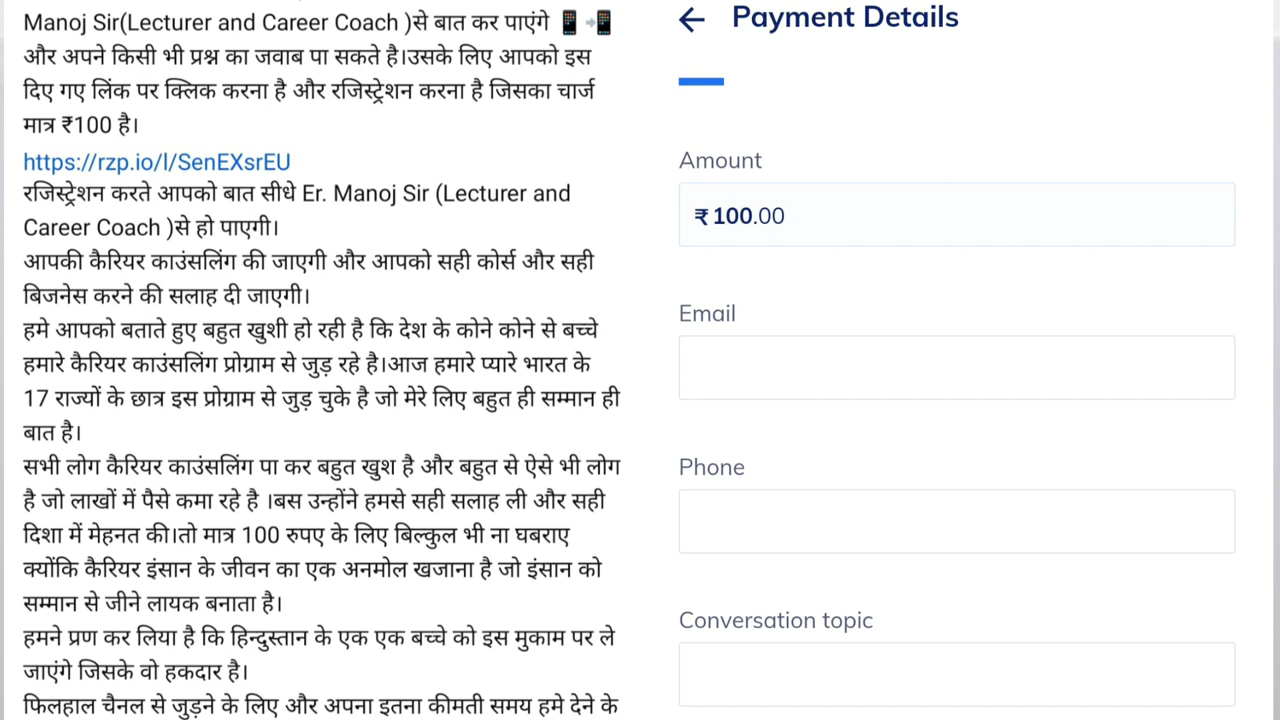 Manoj Sir(Lecturer and Career Coach )से बात कर पाएंगे 📱📲
और अपने किसी भी प्रश्न का जवाब पा सकते है।उसके लिए आपको इस
दिए गए लिंक पर क्लिक करना है और रजिस्ट्रेशन करना है जिसका चार्ज
मात्र ₹100 है।
https://rzp.io/l/SenEXsrEU
रजिस्ट्रेशन करते आपको बात सीधे Er. Manoj Sir (Lecturer and
Career Coach )से हो पाएगी।
आपकी कैरियर काउंसलिंग की जाएगी और आपको सही कोर्स और सही
बिजनेस करने की सलाह दी जाएगी।
हमे आपको बताते हुए बहुत खुशी हो रही है कि देश के कोने कोने से बच्चे
हमारे कैरियर काउंसलिंग प्रोग्राम से जुड़ रहे है।आज हमारे प्यारे भारत के
17 राज्यों के छात्र इस प्रोग्राम से जुड़ चुके है जो मेरे लिए बहुत ही सम्मान ही
बात है।
सभी लोग कैरियर काउंसलिंग पा कर बहुत खुश है और बहुत से ऐसे भी लोग
है जो लाखों में पैसे कमा रहे है ।बस उन्होंने हमसे सही सलाह ली और सही
दिशा में मेहनत की।तो मात्र 100 रुपए के लिए बिल्कुल भी ना घबराए
क्योंकि कैरियर इंसान के जीवन का एक अनमोल खजाना है जो इंसान को
सम्मान से जीने लायक बनाता है।
हमने प्रण कर लिया है कि हिन्दुस्तान के एक एक बच्चे को इस मुकाम पर ले
जाएंगे जिसके वो हकदार है।
फिलहाल चैनल से जुड़ने के लिए और अपना इतना कीमती समय हमे देने के
Payment Details
Amount
₹ 100.00
Email
Phone
Conversation topic